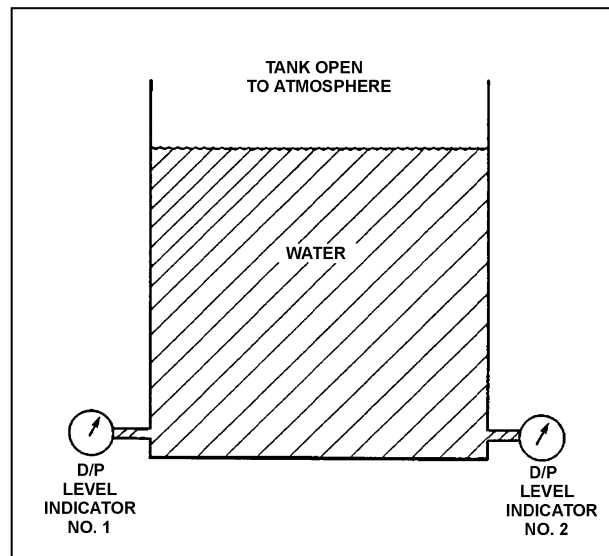 TANK OPEN
TO ATMOSPHERE
WATER
D/P
LEVEL
INDICATOR
NO. 1
D/P
LEVEL
INDICATOR
NO. 2